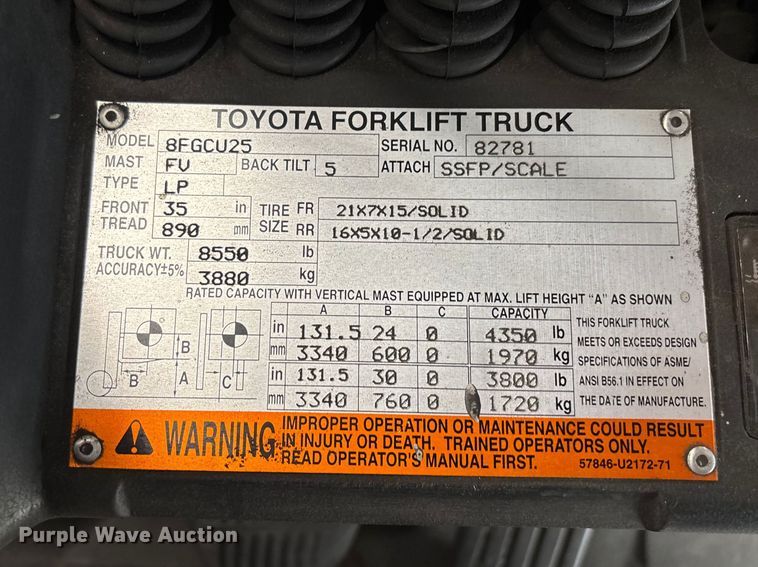 TOYOTA FORKLIFT TRUCK
MODEL 8FGCU25 SERIAL NO. 82781
MAST FV BACK TILT 5 ATTACH SSFP/SCALE
TYPE LP
FRONT TREAD 35 in 890 mm
TIRE SIZE FR 21X7X15/SOLID
RR 16X5X10-1/2/SOLID
TRUCK WT. 8550 lb
ACCURACY±5% 3880 kg
RATED CAPACITY WITH VERTICAL MAST EQUIPPED AT MAX. LIFT HEIGHT "A" AS SHOWN
A B C CAPACITY
in 131.5 24 0 4350 lb
mm 3340 600 0 1970 kg
in 131.5 30 0 3800 lb
mm 3340 760 0 1720 kg
B
B A C
THIS FORKLIFT TRUCK
MEETS OR EXCEEDS DESIGN
SPECIFICATIONS OF ASME/
ANSI B56.1 IN EFFECT ON
THE DATE OF MANUFACTURE.
WARNING
IMPROPER OPERATION OR MAINTENANCE COULD RESULT
IN INJURY OR DEATH. TRAINED OPERATORS ONLY.
READ OPERATOR'S MANUAL FIRST. 57846-U2172-71
Purple Wave Auction